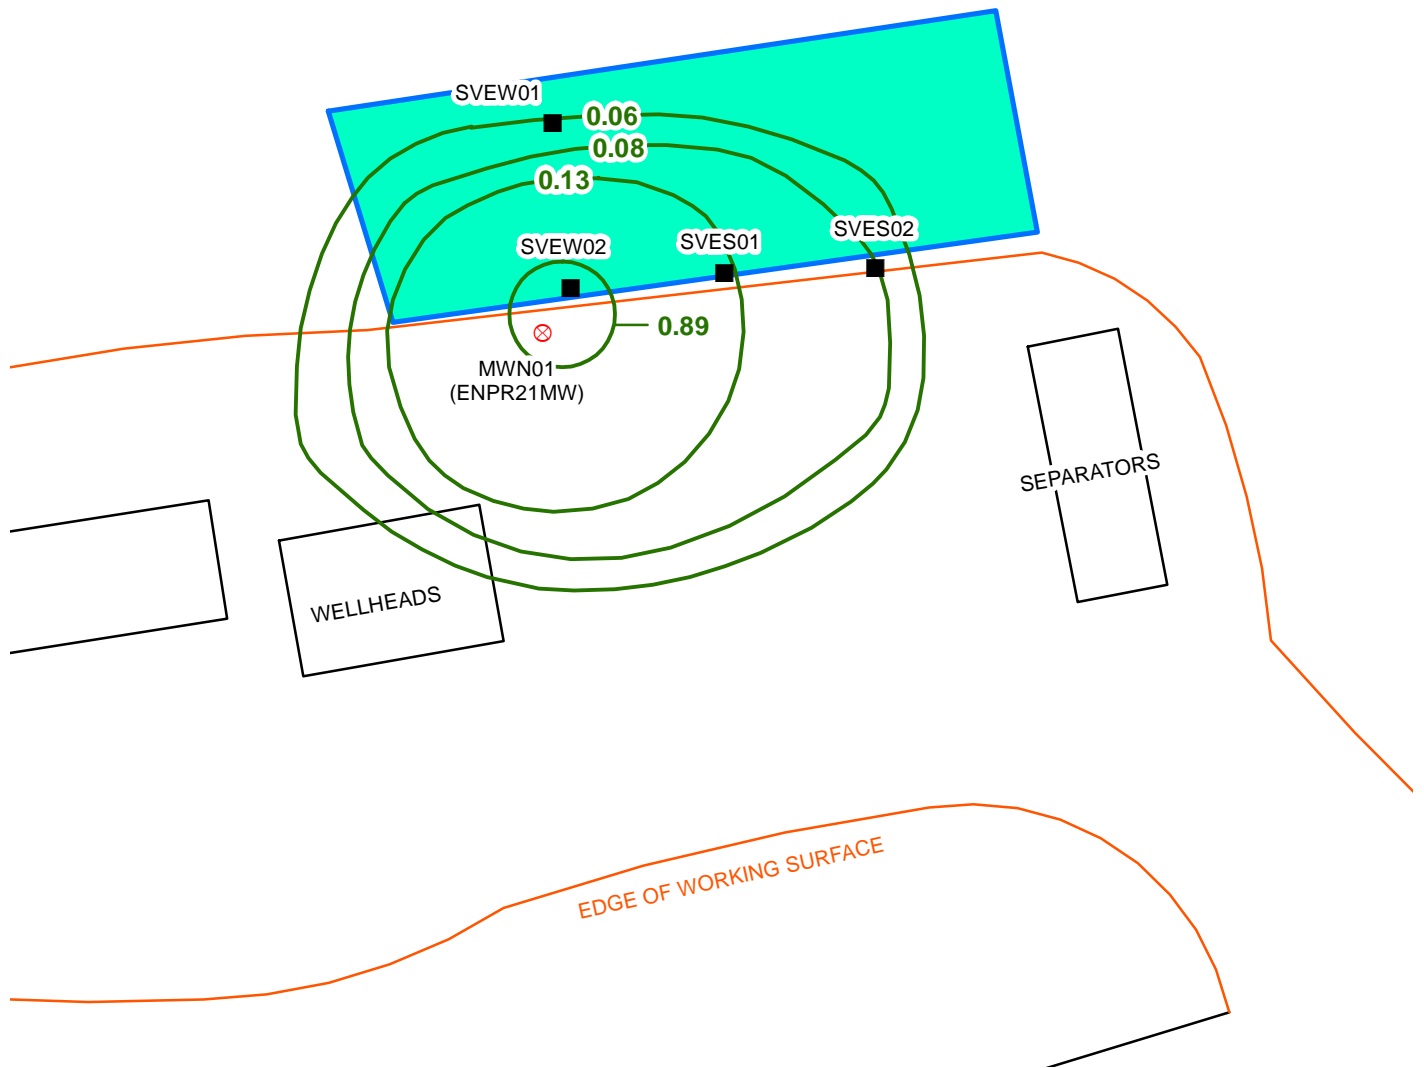 SVEW01
0.06
0.08
0.13
SVEW02
SVES01
SVES02
0.89
MWN01
(ENPR21MW)
SEPARATORS
WELLHEADS
EDGE OF WORKING SURFACE